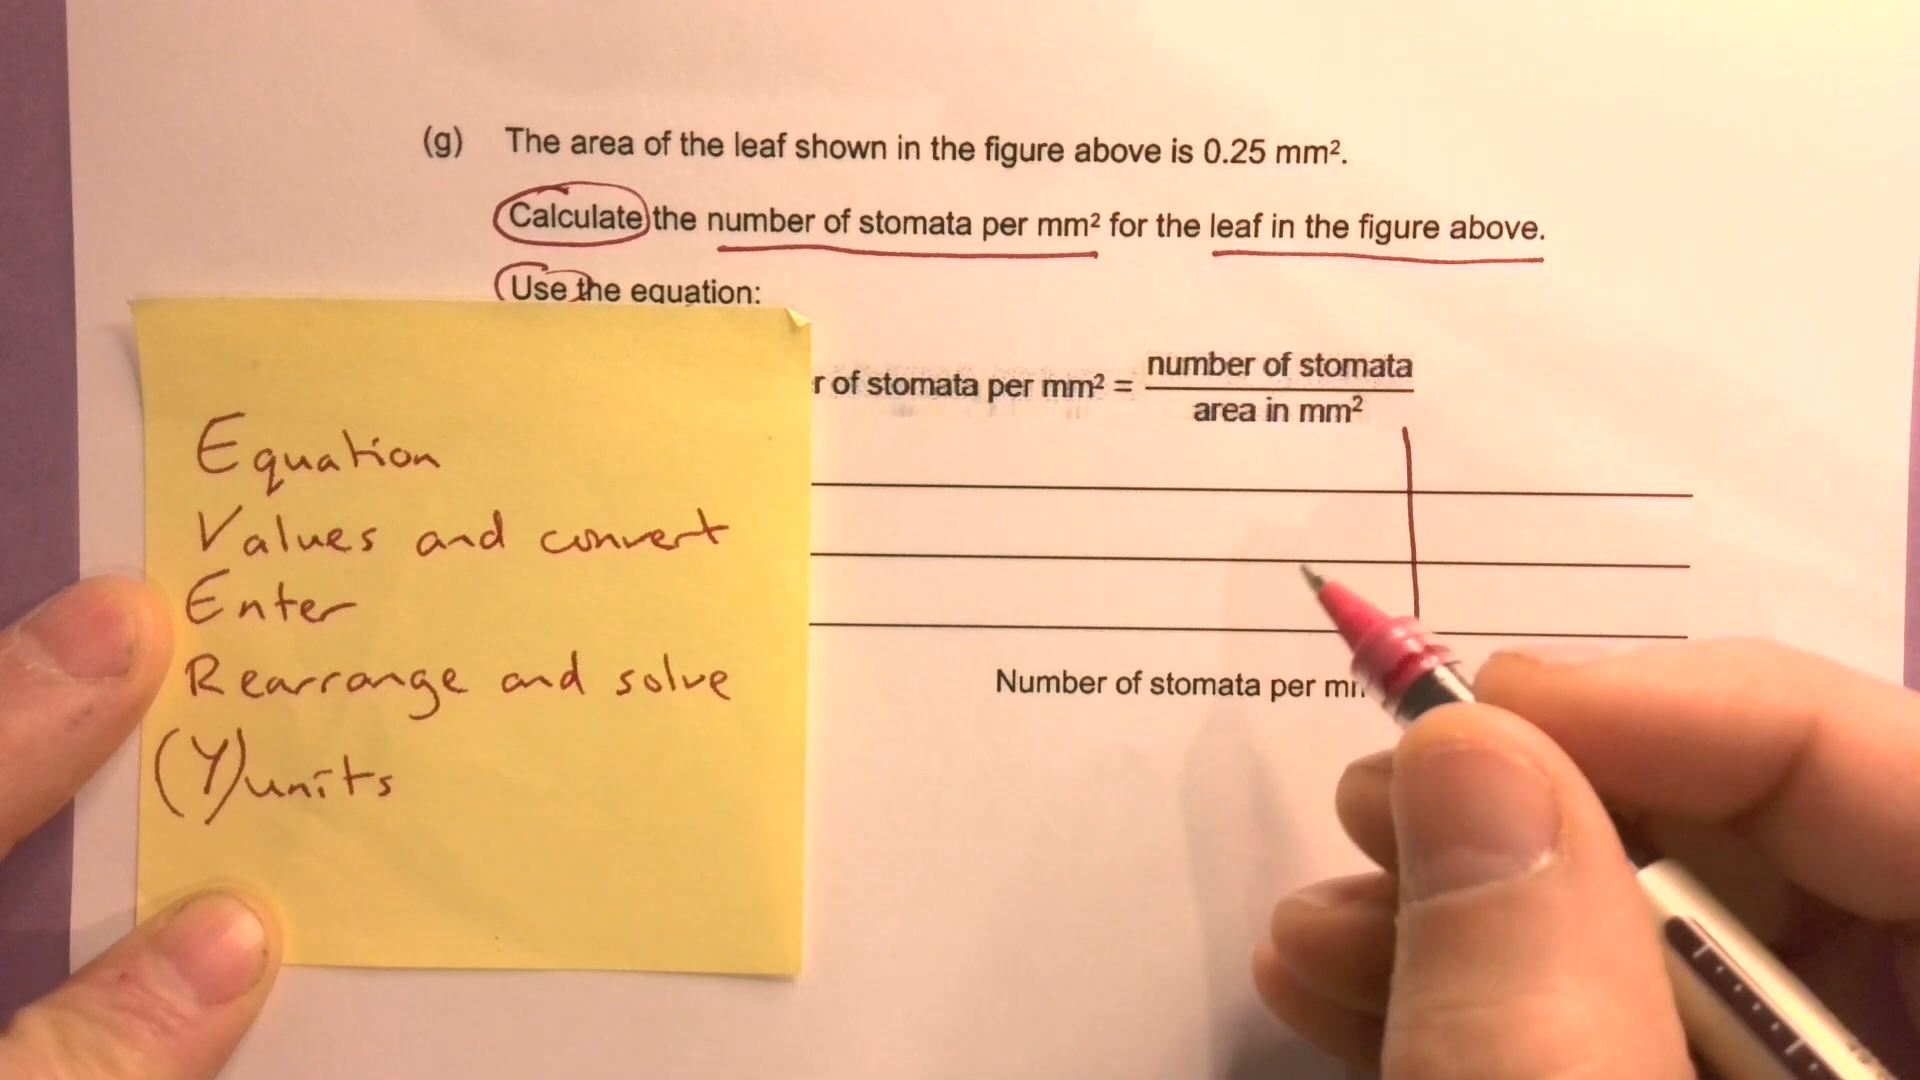 (g) The area of the leaf shown in the figure above is 0.25 mm².
Calculate the number of stomata per mm² for the leaf in the figure above.
Use the equation:
r of stomata per mm² = number of stomata
area in mm²
Number of stomata per
Equation
Values and convert
Enter
Rearrange and solve
(Y) units